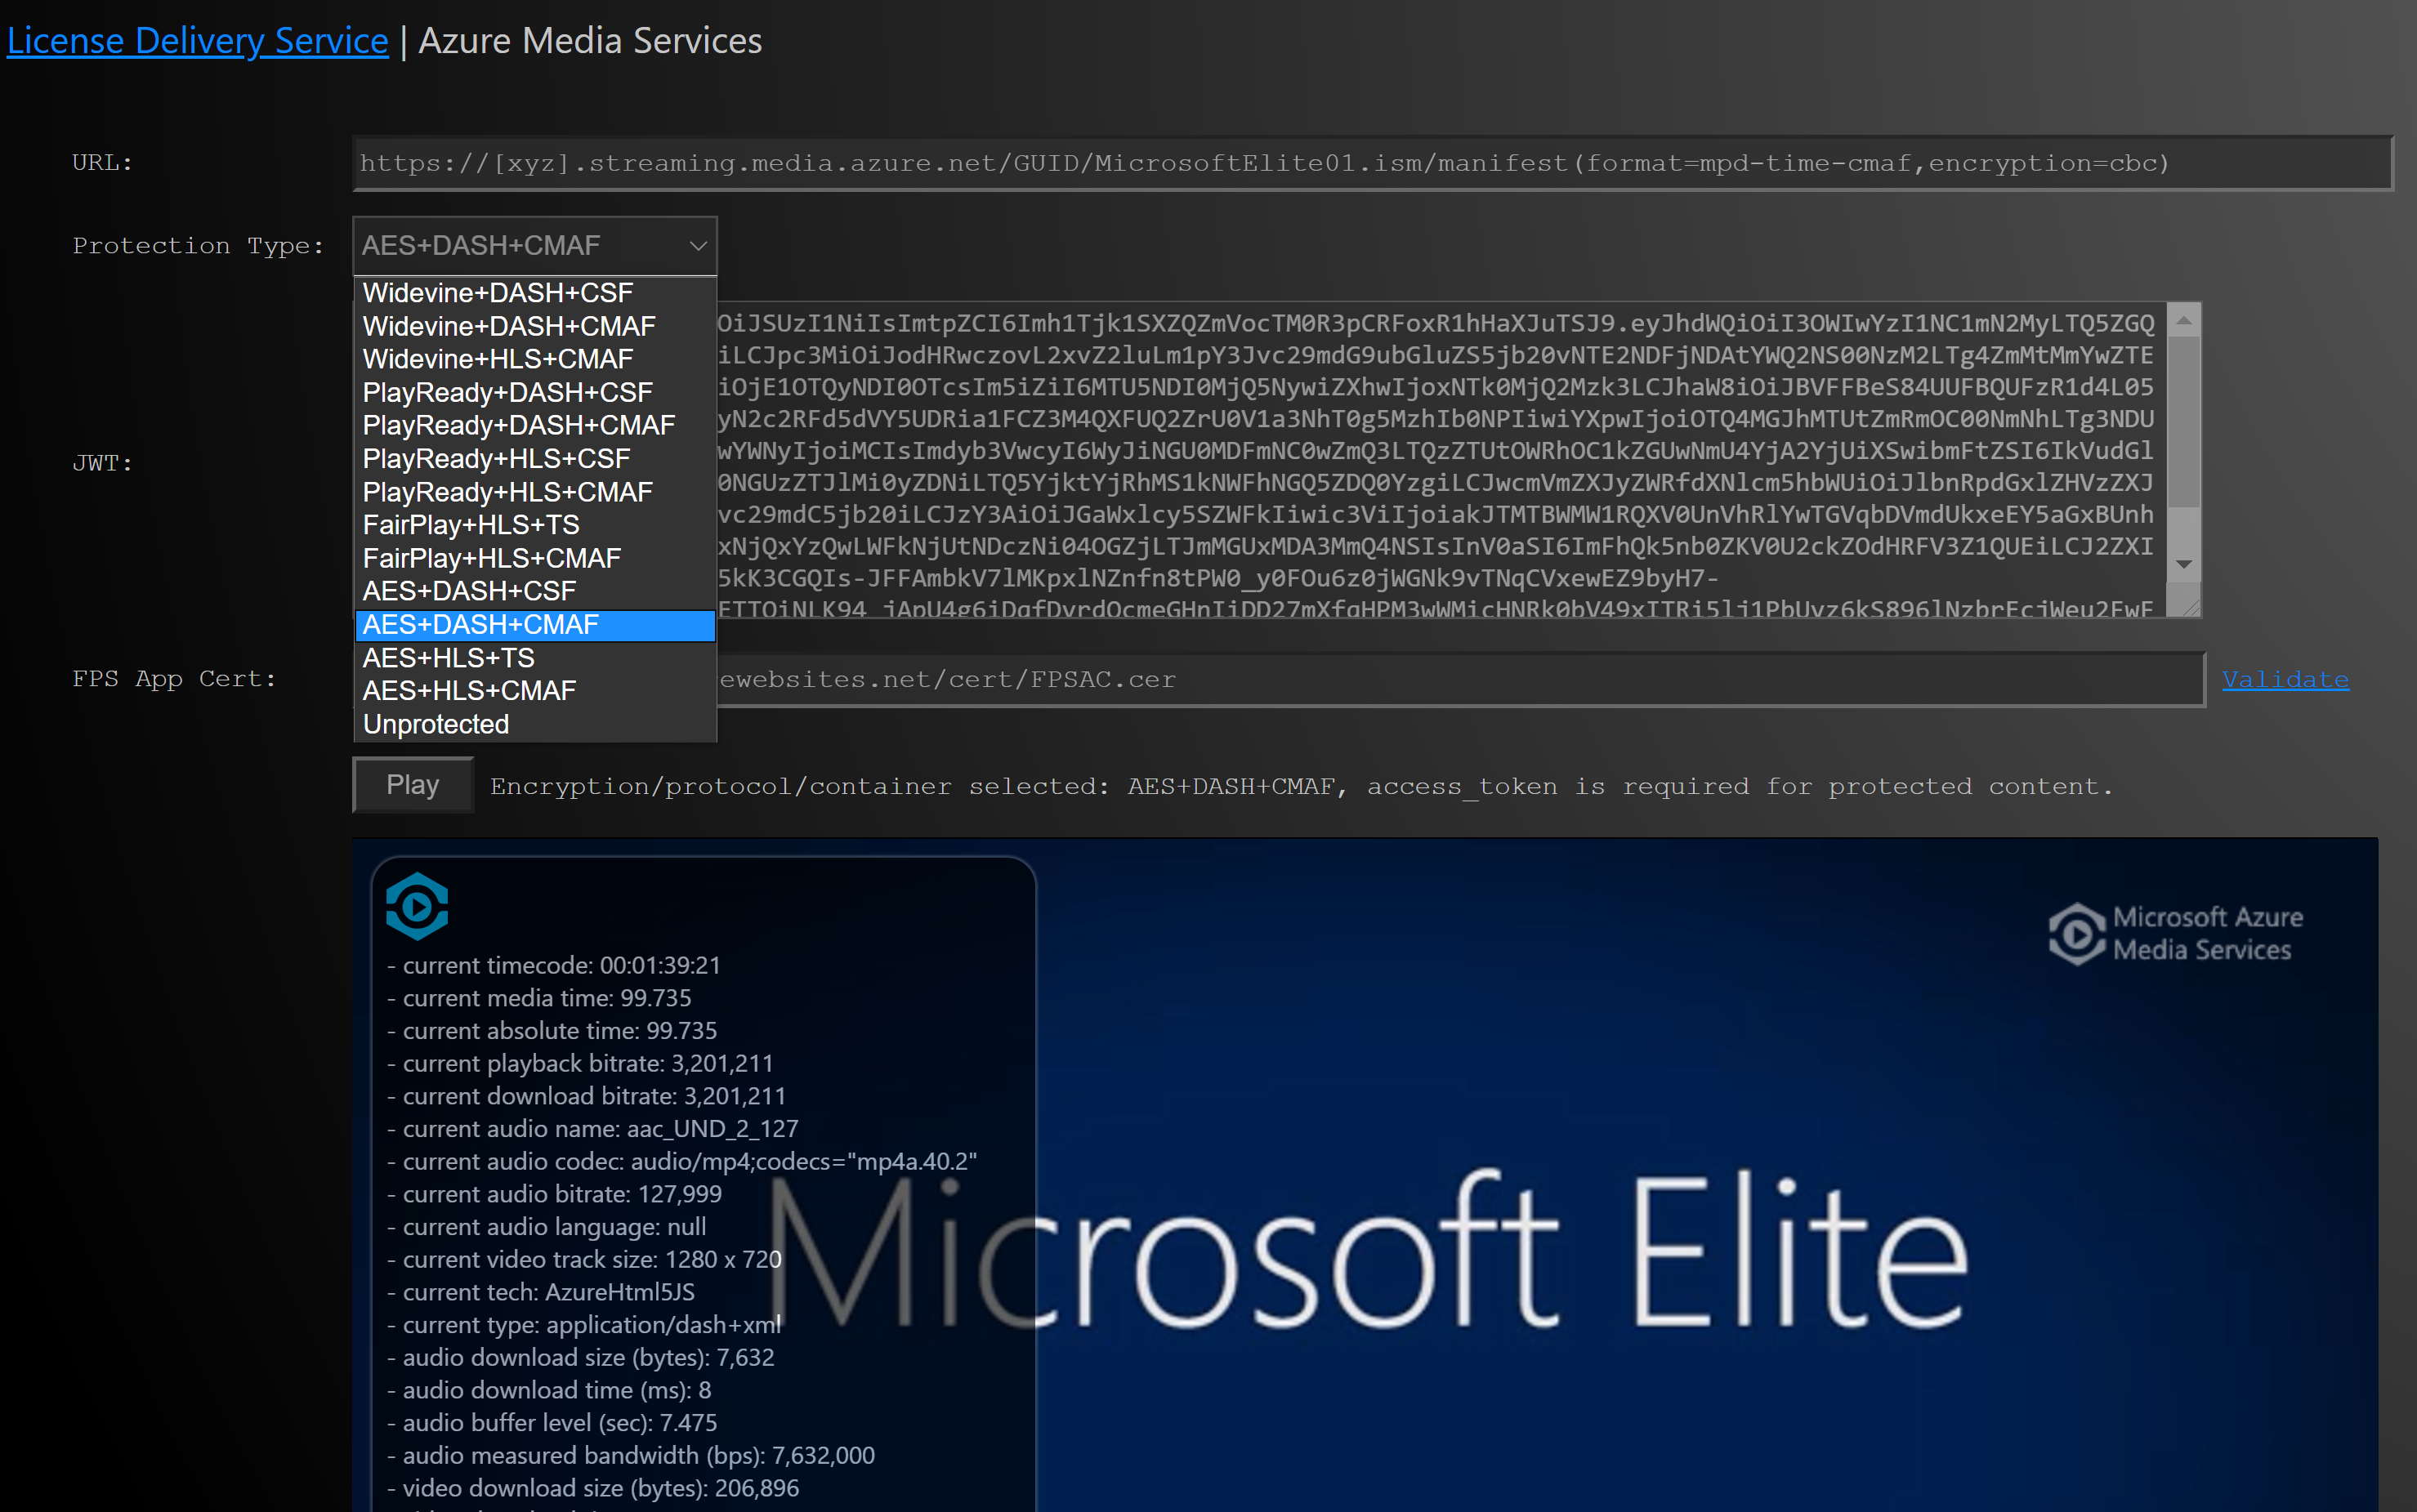 License Delivery Service | Azure Media Services
URL: https://[xyz].streaming.media.azure.net/GUID/MicrosoftElite01.ism/manifest(format=mpd-time-cmaf,encryption=cbc)
Protection Type: AES+DASH+CMAF
Widevine+DASH+CSF
Widevine+DASH+CMAF
Widevine+HLS+CMAF
PlayReady+DASH+CSF
PlayReady+DASH+CMAF
PlayReady+HLS+CSF
PlayReady+HLS+CMAF
FairPlay+HLS+TS
FairPlay+HLS+CMAF
AES+DASH+CSF
AES+DASH+CMAF
AES+HLS+TS
AES+HLS+CMAF
Unprotected
JWT:
OiJSUzI1NiIsImtpZCI6Imh1Tjk1SXZQZmVocTM0R3pCRFoxR1hHaXJuTSJ9.eyJhdWQiOiI3OWIwYzI1NC1mN2MyLTQ5ZGQ
iLCJpc3MiOiJodHRwczovL2xvZ2luLm1pY3Jvc29mdG9ubGluZS5jb20vNTE2NDFjNDAtYWQ2NS00NzM2LTg4ZmMtMmYwZTE
iOjE1OTQyNDI0OTcsIm5iZiI6MTU5NDI0MjQ5NywiZXhwIjoxNTk0MjQ2Mzk3LCJhaW8iOiJBVFFBeS84UUFBQUFzR1d4L05
yN2c2RFd5dVY5UDRia1FCZ3M4QXFUQ2ZrU0V1a3NhT0g5MzhIb0NPIiwiYXpwIjoiOTQ4MGJhMTUtZmRmOC00NmNhLTg3NDU
wYWNyIjoiMCIsImdyb3VwcyI6WyJiNGU0MDFmNC0wZmQ3LTQzZTUtOWRhOC1kZGUwNmU4YjA2YjUiXSwibmFtZSI6IkVudGl
0NGUzZTJlMi0yZDNiLTQ5YjktYjRhMS1kNWFhNGQ5ZDQ0YzgiLCJwcmVmZXJyZWRfdXNlcm5hbWUiOiJlbnRpdGxlZHVzZXJ
vc29mdC5jb20iLCJzY3AiOiJGaWxlcy5SZWFkIiwic3ViIjoiakJTMTBWMW1RQXV0UnVhRlYwTGVqbDVmdUkxeEY5aGxBUnh
xNjQxYzQwLWFkNjUtNDczNi04OGZjLTJmMGUxMDA3MmQ4NSIsInV0aSI6ImFhQk5nb0ZKV0U2ckZOdHRFV3Z1QUEiLCJ2ZXI
5kK3CGQIs-JFFAmbkV7lMKpxlNZnfn8tPW0_y0FOu6z0jWGNk9vTNqCVxewEZ9byH7-
FPS App Cert: ewebsites.net/cert/FPSAC.cer Validate
Play Encryption/protocol/container selected: AES+DASH+CMAF, access_token is required for protected content.
Microsoft Azure
Media Services
- current timecode: 00:01:39:21
- current media time: 99.735
- current absolute time: 99.735
- current playback bitrate: 3,201,211
- current download bitrate: 3,201,211
- current audio name: aac_UND_2_127
- current audio codec: audio/mp4;codecs="mp4a.40.2"
- current audio bitrate: 127,999
- current audio language: null
- current video track size: 1280 x 720
- current tech: AzureHtml5JS
- current type: application/dash+xml
- audio download size (bytes): 7,632
- audio download time (ms): 8
- audio buffer level (sec): 7.475
- audio measured bandwidth (bps): 7,632,000
- video download size (bytes): 206,896
Microsoft Elite